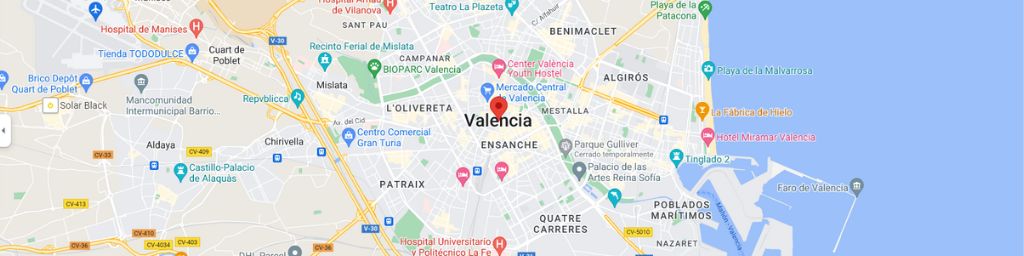 Hospital Arnau de
Vilanova
Teatro La Plazeta
C/ Alfahuir
Playa de la
Patacona
SANT PAU
Hospital de Manises
V-30
BENIMACLET
Recinto Ferial de Mislata
CAMPANAR
Tienda TODODULCE
Cuart de
Poblet
BIOPARC Valencia
Center València
Youth Hostel
Brico Depôt
Quart de Poblet
Mislata
ALGIRÓS
Playa de la Malvarrosa
Mercado Central
de Valencia
Repvblicca
L'OLIVERETA
MESTALLA
Solar Black
Mancomunidad
Intermunicipal Barrio...
La Fábrica de Hielo
Av. del Cid
Valencia
Centro Comercial
Gran Turia
Hotel Miramar Valencia
Aldaya
Chirivella
ENSANCHE
Parque Gulliver
Cerrado temporalmente
CV-33
CV-409
Tinglado 2
Castillo-Palacio
de Alaquàs
Palacio de las
Artes Reina Sofía
PATRAIX
Faro de Valencia
CV-413
POBLADOS
MARÍTIMOS
Mahón - Valencia
QUATRE
CARRERES
V-30
CV-410
CV-36
CV-4034
CV-403
CV-36
CV-5010
NAZARET
Hospital Universitario
y Politécnico La Fe
DHL Parcel